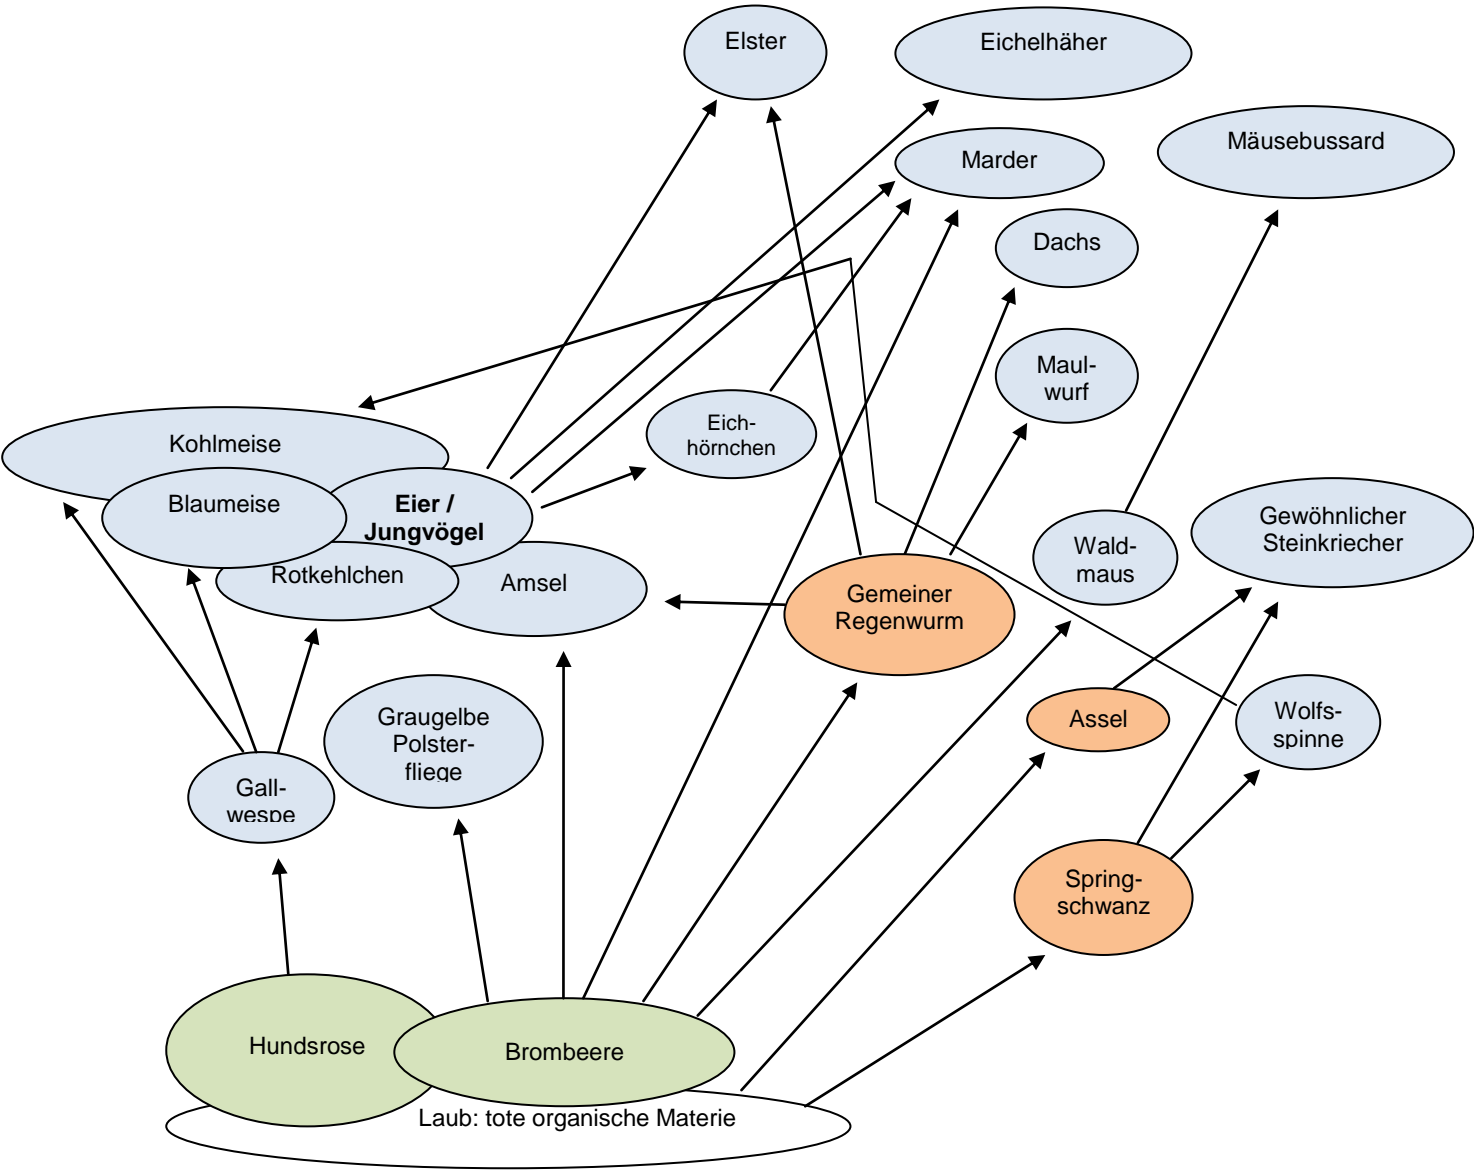 Elster
Eichelhäher
Mäusebussard
Marder
Dachs
Maul-
wurf
Eich-
hörnchen
Kohlmeise
Blaumeise
Eier /
Jungvögel
Rotkehlchen
Amsel
Gemeiner
Regenwurm
Wald-
maus
Gewöhnlicher
Steinkriecher
Graugelbe
Polster-
fliege
Assel
Wolfs-
spinne
Gall-
wespe
Spring-
schwanz
Hundsrose
Brombeere
Laub: tote organische Materie